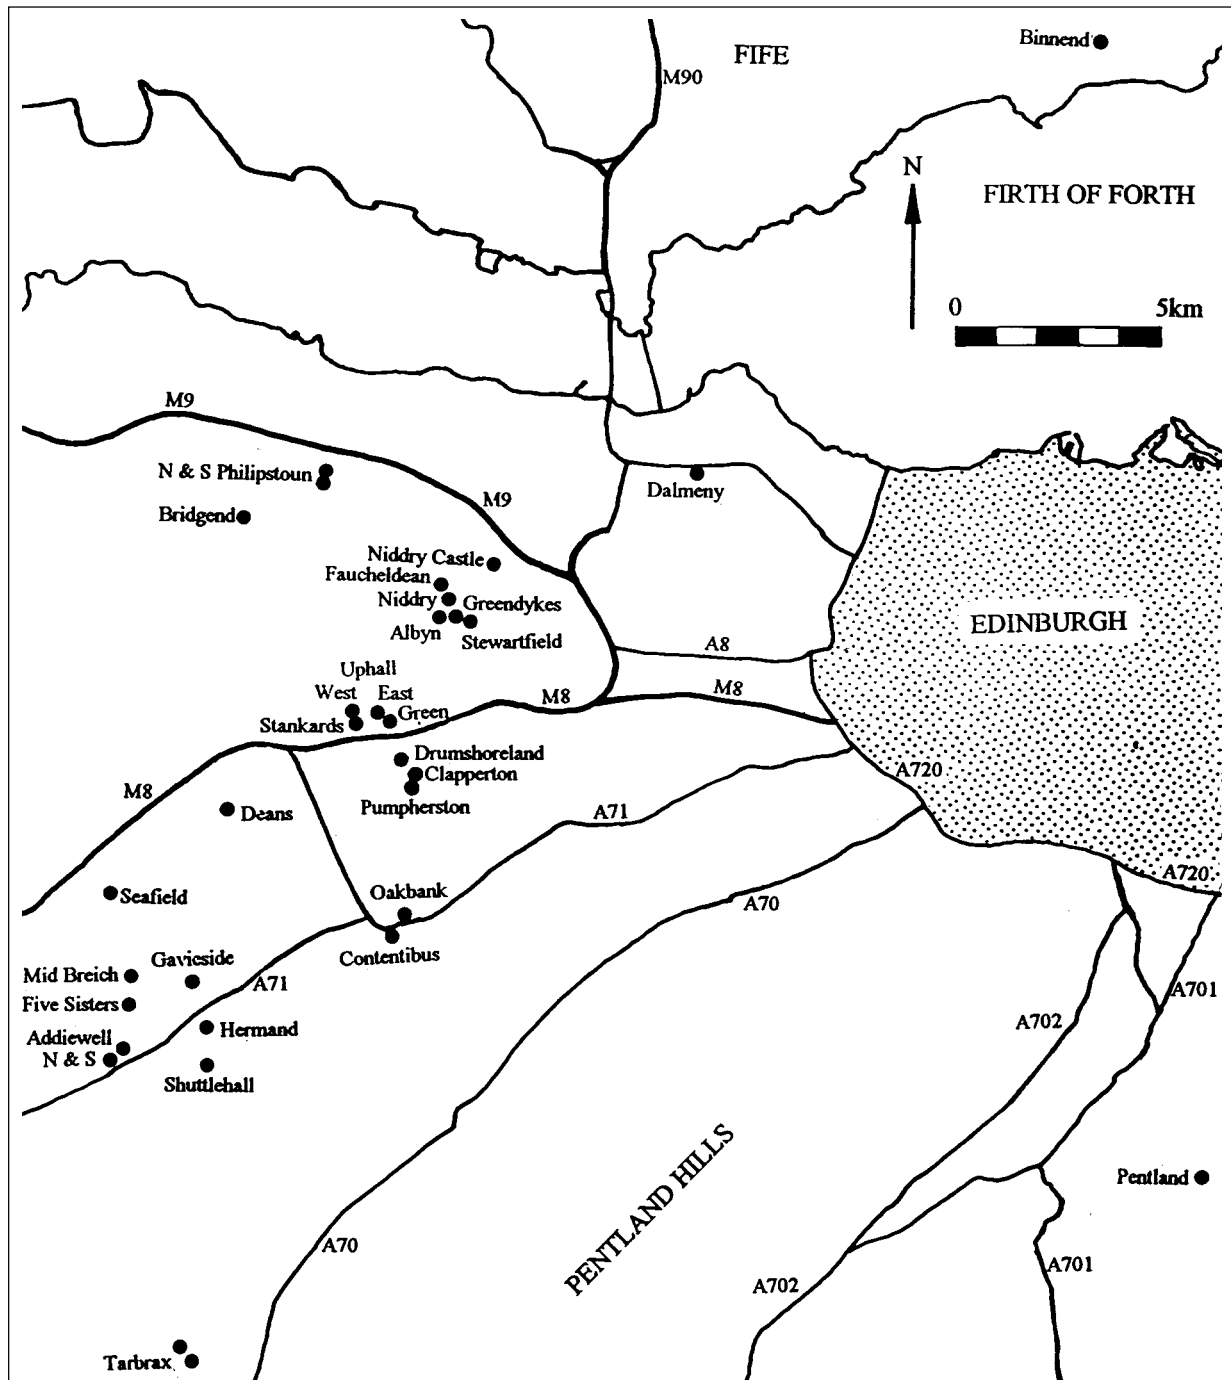 Binnend
FIFE
M90
N
FIRTH OF FORTH
0 5km
M9
N & S Philipstoun
M9
Dalmeny
Bridgend
Niddry Castle
Faucheldean
Niddry
Greendykes
Albyn
Stewartfield
EDINBURGH
A8
Uphall
West East
M8
M8
Green
Stankards
Drumshoreland
Clapperton
A720
M8
Pumpherston
Deans
A71
A720
Seafield
Oakbank
A70
Contentibus
Gavieside
Mid Breich
A71
A701
Five Sisters
Hermand
A702
Addiewell
N & S
Shuttlehall
PENTLAND HILLS
Pentland
A70
A702
A701
Tarbrax